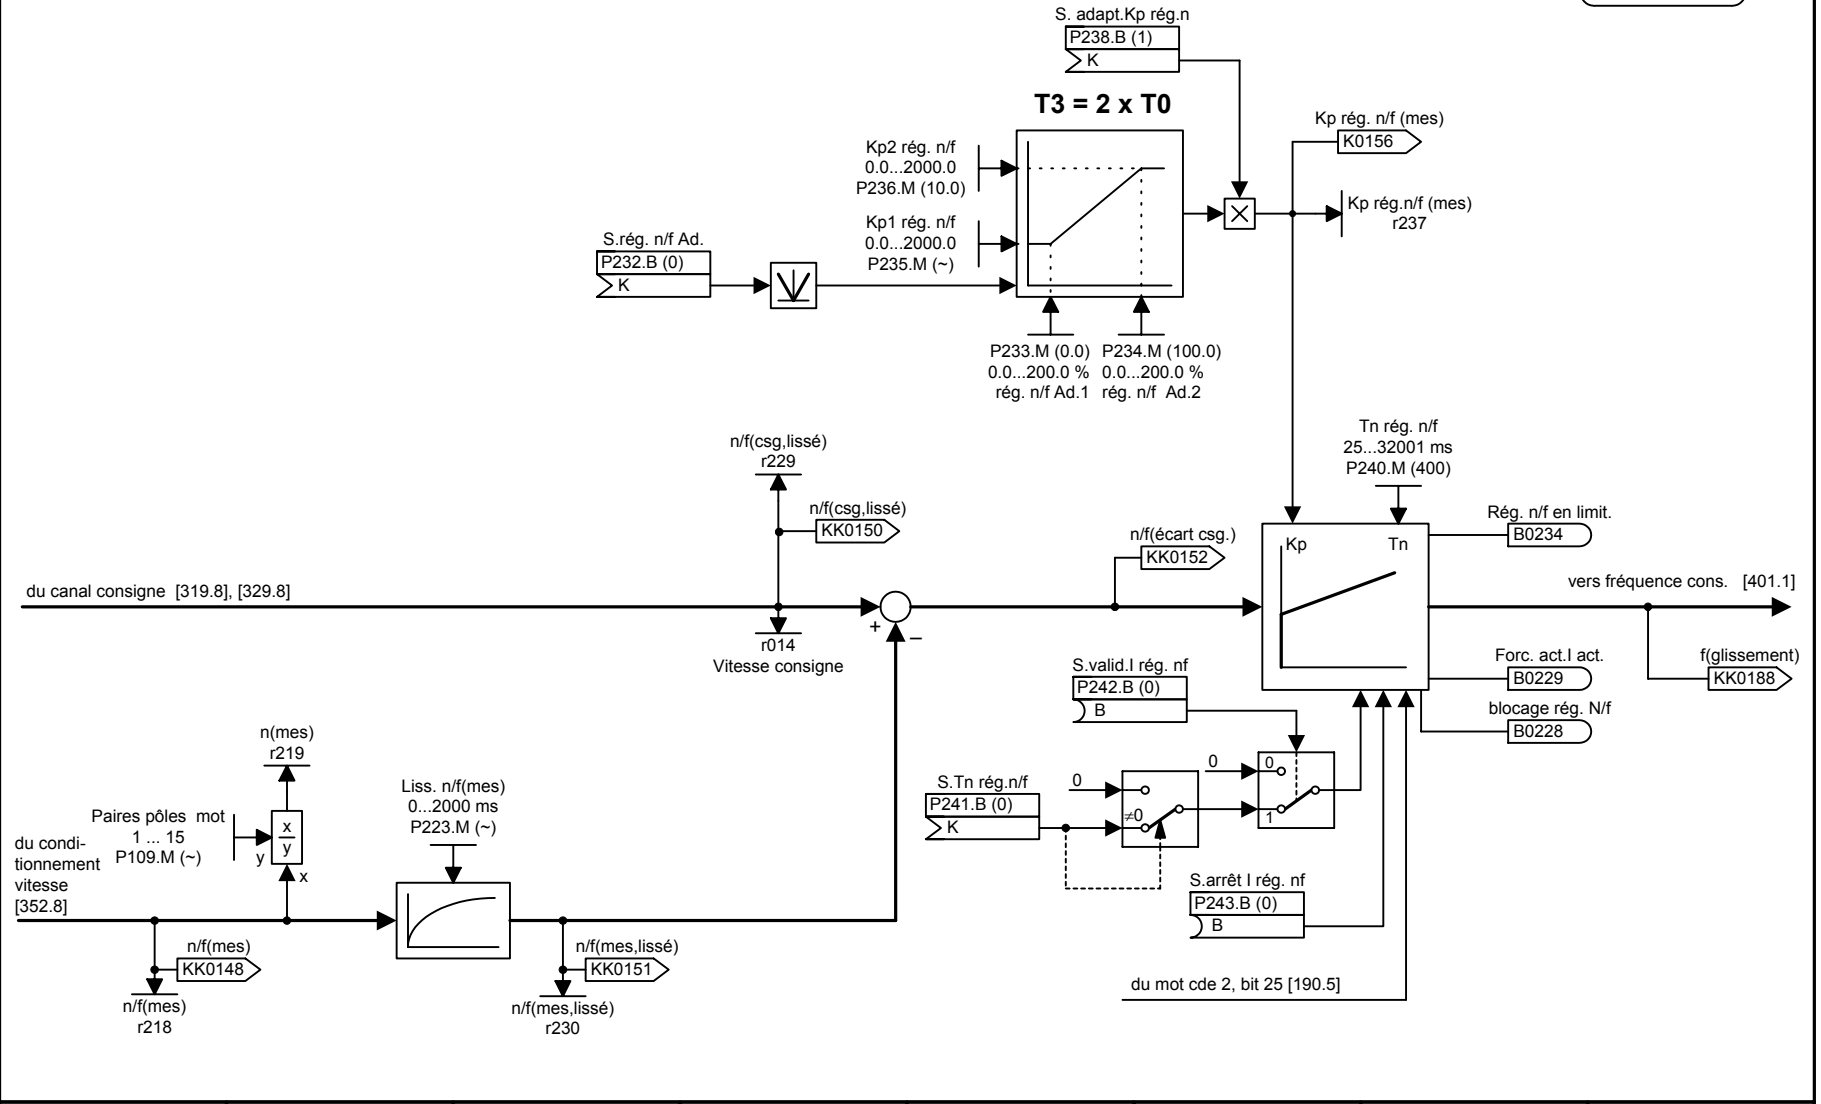 S. adapt.Kp rég.n
P238.B (1)
K
T3 = 2 x T0
Kp rég. n/f (mes)
K0156
Kp2 rég. n/f
0.0...2000.0
P236.M (10.0)
Kp1 rég. n/f
0.0...2000.0
P235.M (~)
Kp rég.n/f (mes)
r237
S.rég. n/f Ad.
P232.B (0)
K
P233.M (0.0)
0.0...200.0 %
rég. n/f Ad.1
P234.M (100.0)
0.0...200.0 %
rég. n/f Ad.2
Tn rég. n/f
25...32001 ms
P240.M (400)
n/f(csg,lissé)
r229
n/f(csg,lissé)
KK0150
n/f(écart csg.)
KK0152
Kp
Tn
Rég. n/f en limit.
B0234
du canal consigne [319.8], [329.8]
vers fréquence cons. [401.1]
+
–
r014
Vitesse consigne
S.valid.I rég. nf
P242.B (0)
B
Forc. act.I act.
B0229
f(glissement)
KK0188
blocage rég. N/f
B0228
n(mes)
r219
Liss. n/f(mes)
0...2000 ms
P223.M (~)
Paires pôles mot
1 ... 15
P109.M (~)
x
y
y
x
S.Tn rég.n/f
P241.B (0)
K
0
≠0
0
0
1
du condi-
tionnement
vitesse
[352.8]
S.arrêt I rég. nf
P243.B (0)
B
n/f(mes)
KK0148
n/f(mes)
r218
n/f(mes,lissé)
KK0151
n/f(mes,lissé)
r230
du mot cde 2, bit 25 [190.5]